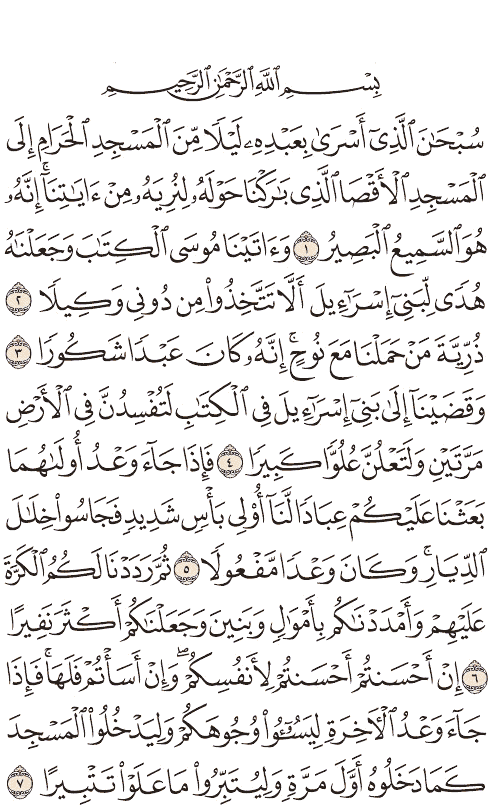 بِسْمِ ٱللَّهِ ٱلرَّحْمَٰنِ ٱلرَّحِيمِ
سُبْحَٰنَ ٱلَّذِىٓ أَسْرَىٰ بِعَبْدِهِۦ لَيْلًا مِّنَ ٱلْمَسْجِدِ ٱلْحَرَامِ إِلَى
ٱلْمَسْجِدِ ٱلْأَقْصَا ٱلَّذِى بَٰرَكْنَا حَوْلَهُۥ لِنُرِيَهُۥ مِنْ ءَايَٰتِنَآ ۚ إِنَّهُۥ
هُوَ ٱلسَّمِيعُ ٱلْبَصِيرُ ١ وَءَاتَيْنَا مُوسَى ٱلْكِتَٰبَ وَجَعَلْنَٰهُ
هُدًى لِّبَنِىٓ إِسْرَٰٓءِيلَ أَلَّا تَتَّخِذُوا۟ مِن دُونِى وَكِيلًا ٢
ذُرِّيَّةَ مَنْ حَمَلْنَا مَعَ نُوحٍ ۚ إِنَّهُۥ كَانَ عَبْدًا شَكُورًا ٣
وَقَضَيْنَآ إِلَىٰ بَنِىٓ إِسْرَٰٓءِيلَ فِى ٱلْكِتَٰبِ لَتُفْسِدُنَّ فِى ٱلْأَرْضِ
مَرَّتَيْنِ وَلَتَعْلُنَّ عُلُوًّا كَبِيرًا ٤ فَإِذَا جَآءَ وَعْدُ أُولَىٰهُمَا
بَعَثْنَا عَلَيْكُمْ عِبَادًا لَّنَآ أُو۟لِى بَأْسٍ شَدِيدٍ فَجَاسُوا۟ خِلَٰلَ
ٱلدِّيَارِ ۚ وَكَانَ وَعْدًا مَّفْعُولًا ٥ ثُمَّ رَدَدْنَا لَكُمُ ٱلْكَرَّةَ
عَلَيْهِمْ وَأَمْدَدْنَٰكُم بِأَمْوَٰلٍ وَبَنِينَ وَجَعَلْنَٰكُمْ أَكْثَرَ نَفِيرًا
٦ إِنْ أَحْسَنتُمْ أَحْسَنتُمْ لِأَنفُسِكُمْ ۖ وَإِنْ أَسَأْتُمْ فَلَهَا ۚ فَإِذَا
جَآءَ وَعْدُ ٱلْءَاخِرَةِ لِيَسُۥٓـُٔوا۟ وُجُوهَكُمْ وَلِيَدْخُلُوا۟ ٱلْمَسْجِدَ
كَمَا دَخَلُوهُ أَوَّلَ مَرَّةٍ وَلِيُتَبِّرُوا۟ مَا عَلَوْا۟ تَتْبِيرًا ٧